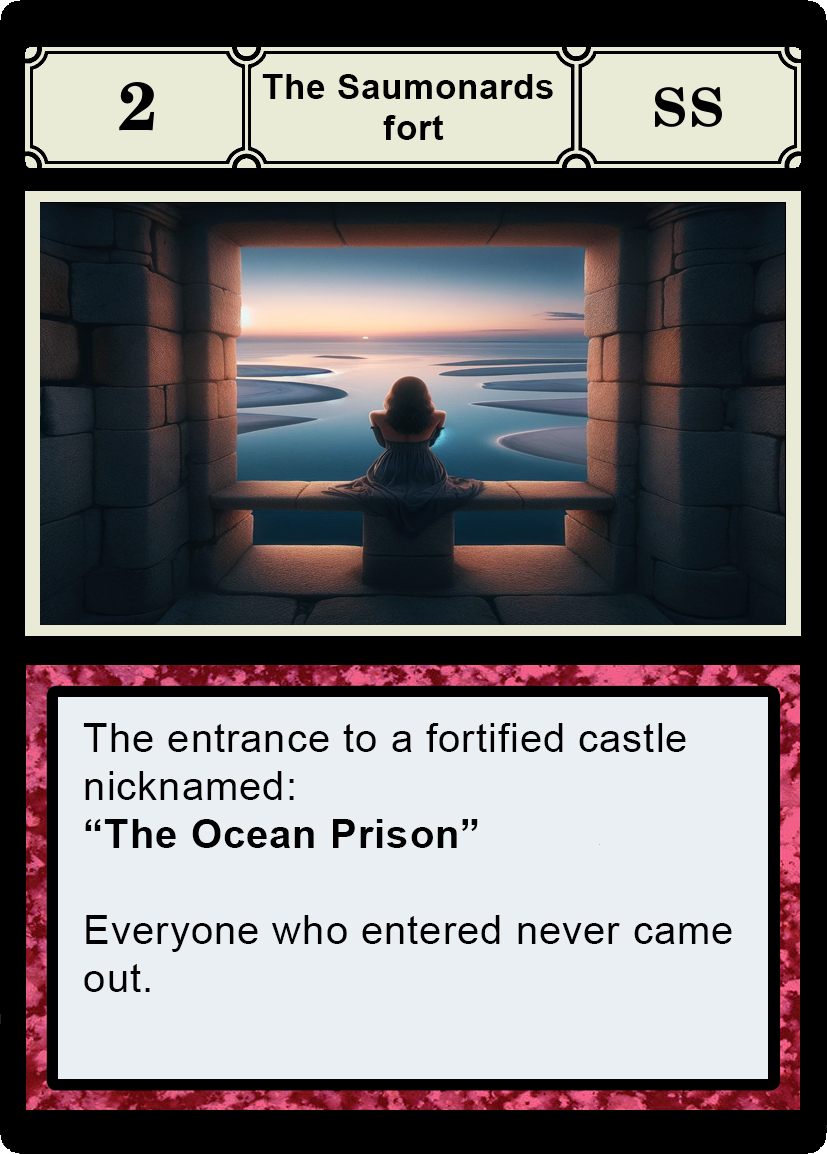 2
The Saumonards
fort
SS
The entrance to a fortified castle
nicknamed:
“The Ocean Prison”
Everyone who entered never came
out.